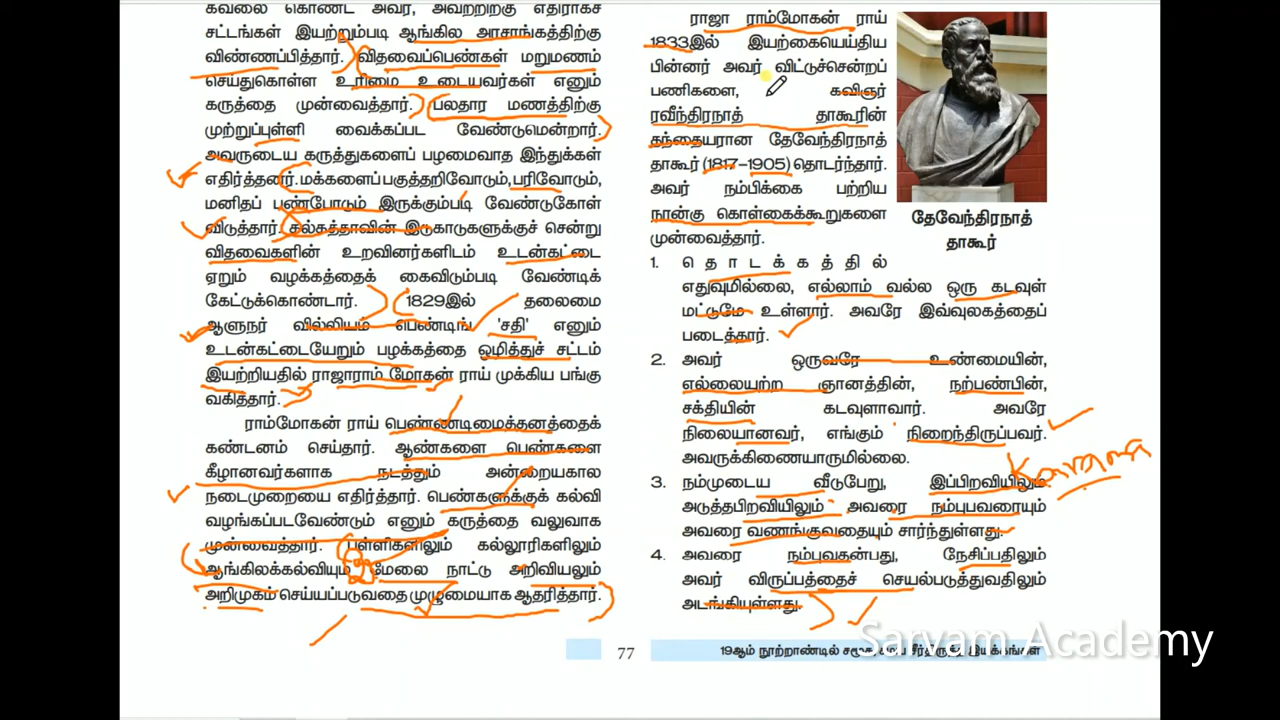 கவலை கொண்ட அவர், அவற்றிற்கு எதிராகச்
சட்டங்கள் இயற்றும்படி ஆங்கில அரசாங்கத்திற்கு
விண்ணப்பித்தார். விதவைப்பெண்கள் மறுமணம்
செய்துகொள்ள உரிமை உடையவர்கள் எனும்
கருத்தை முன்வைத்தார். பலதார மணத்திற்கு
முற்றுப்புள்ளி வைக்கப்பட வேண்டுமென்றார்.
அவருடைய கருத்துகளைப் பழமைவாத இந்துக்கள்
எதிர்த்தனர். மக்களைப் பகுத்தறிவோடும், பரிவோடும்,
மனிதப் பண்போடும் இருக்கும்படி வேண்டுகோள்
விடுத்தார். கல்கத்தாவின் இடுகாடுகளுக்குச் சென்று
விதவைகளின் உறவினர்களிடம் உடன்கட்டை
ஏறும் வழக்கத்தைக் கைவிடும்படி வேண்டிக்
கேட்டுக்கொண்டார். 1829இல் தலைமை
ஆளுநர் வில்லியம் பெண்டிங் 'சதி' எனும்
உடன்கட்டையேறும் பழக்கத்தை ஒழித்துச் சட்டம்
இயற்றியதில் ராஜாராம் மோகன் ராய் முக்கிய பங்கு
வகித்தார்.
ராம்மோகன் ராய் பெண்ணடிமைத்தனத்தைக்
கண்டனம் செய்தார். ஆண்களை பெண்களை
கீழானவர்களாக நடத்தும் அன்றையகால
நடைமுறையை எதிர்த்தார். பெண்களுக்குக் கல்வி
வழங்கப்படவேண்டும் எனும் கருத்தை வலுவாக
முன்வைத்தார். பள்ளிகளிலும் கல்லூரிகளிலும்
ஆங்கிலக்கல்வியும் மேலை நாட்டு அறிவியலும்
அறிமுகம் செய்யப்படுவதை முழுமையாக ஆதரித்தார்.
ராஜா ராம்மோகன் ராய்
1833இல் இயற்கையெய்திய
பின்னர் அவர் விட்டுச்சென்றப்
பணிகளை, கவிஞர்
ரவீந்திரநாத் தாகூரின்
தந்தையரான தேவேந்திரநாத்
தாகூர் (1817–1905) தொடர்ந்தார்.
அவர் நம்பிக்கை பற்றிய
நான்கு கொள்கைக்கூறுகளை
முன்வைத்தார்.
தேவேந்திரநாத்
தாகூர்
1. தொடக்கத்தில்
எதுவுமில்லை, எல்லாம் வல்ல ஒரு கடவுள்
மட்டுமே உள்ளார். அவரே இவ்வுலகத்தைப்
படைத்தார்.
2. அவர் ஒருவரே உண்மையின்,
எல்லையற்ற ஞானத்தின், நற்பண்பின்,
சக்தியின் கடவுளாவார். அவரே
நிலையானவர், எங்கும் நிறைந்திருப்பவர்.
அவருக்கிணையாருமில்லை.
3. நம்முடைய வீடுபேறு, இப்பிறவியிலும்
அடுத்தபிறவியிலும் அவரை நம்புபவரையும்
அவரை வணங்குவதையும் சார்ந்துள்ளது.
4. அவரை நம்பவதன்பது, நேசிப்பதிலும்
அவர் விருப்பத்தைச் செயல்படுத்துவதிலும்
அடங்கியுள்ளது.
77
19ஆம் நூற்றாண்டில் சமூக, சமய சீர்திருத்த இயக்கங்கள்
Sarvam Academy